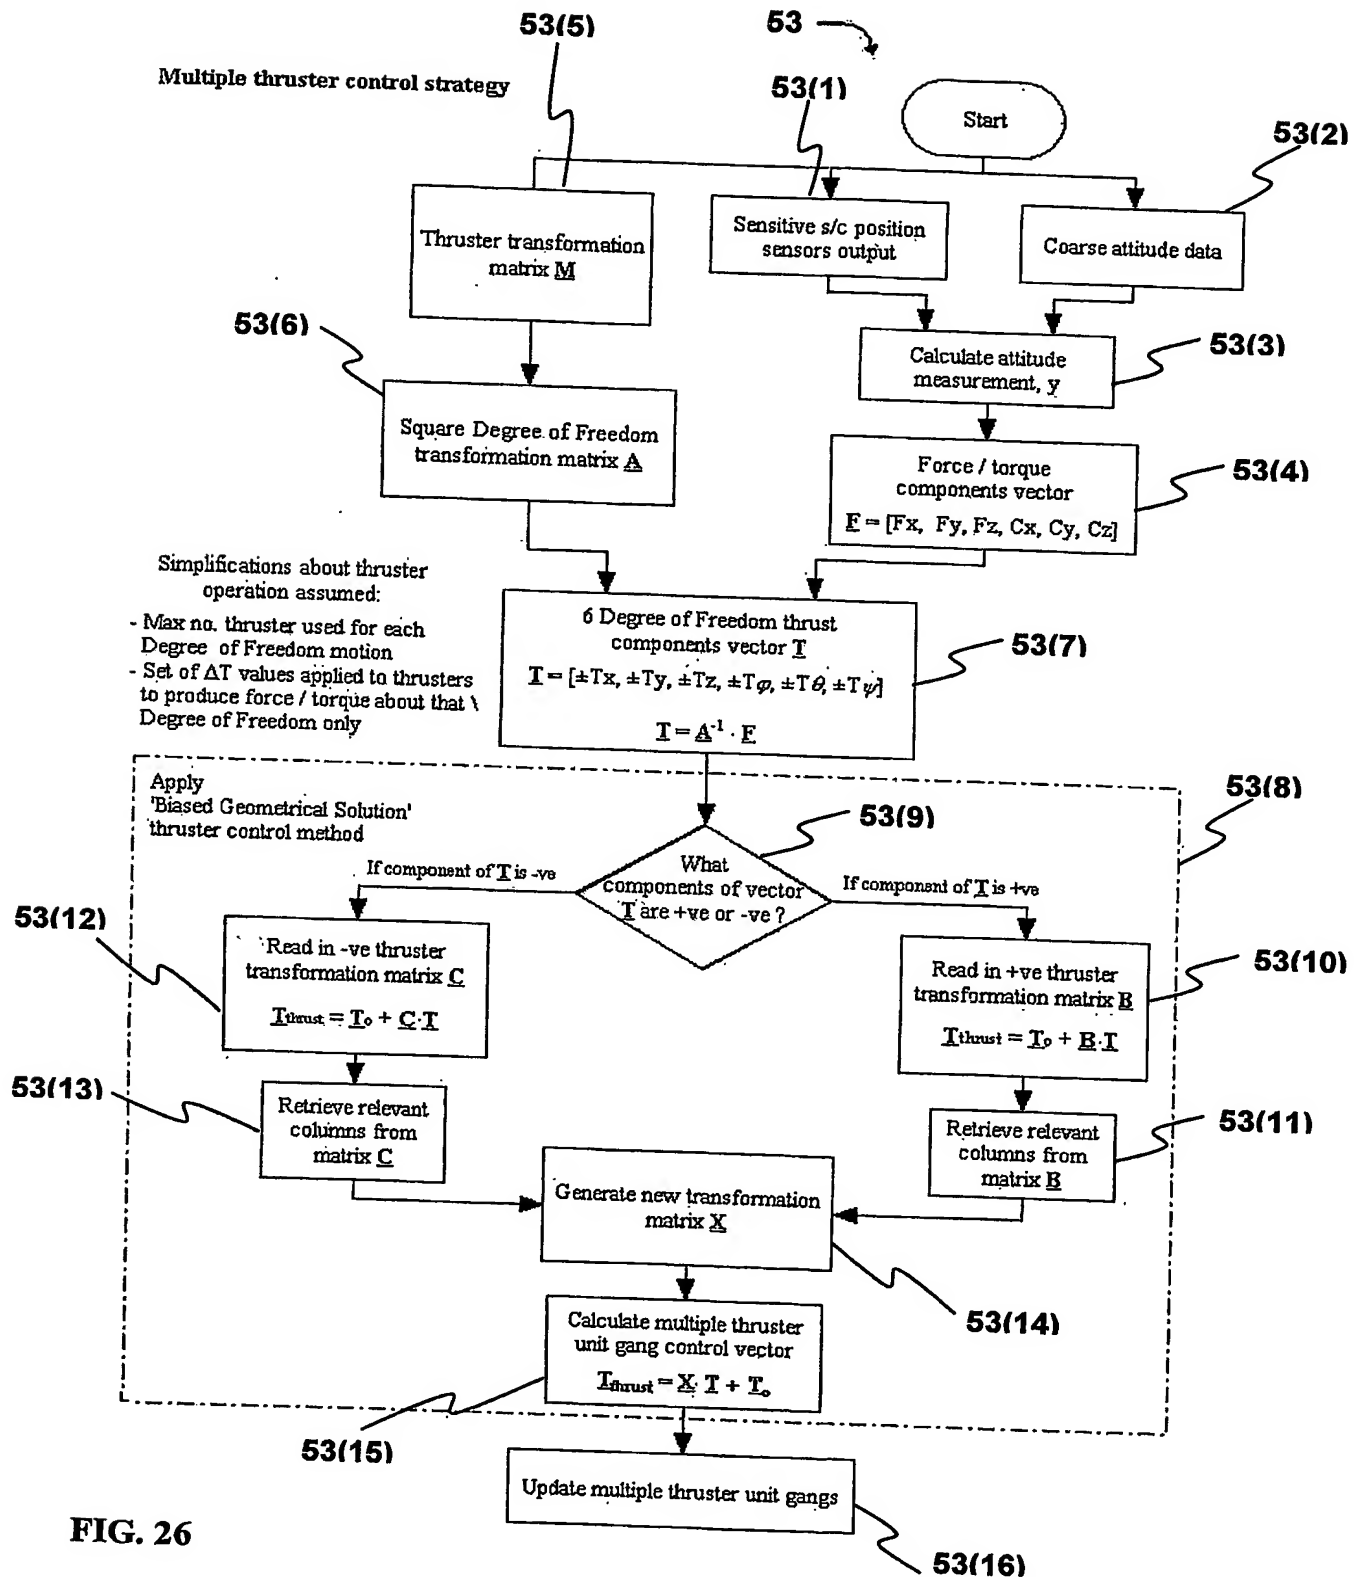 53(5)
53
Multiple thruster control strategy
53(1)
Start
53(2)
Thruster transformation
matrix M
Sensitive s/c position
sensors output
Coarse attitude data
53(6)
53(3)
Calculate attitude
measurement, y
Square Degree of Freedom
transformation matrix A
Force / torque
components vector
F = [Fx, Fy, Fz, Cx, Cy, Cz]
53(4)
Simplifications about thruster
operation assumed:
- Max no. thruster used for each
Degree of Freedom motion
- Set of ΔT values applied to thrusters
to produce force / torque about that \
Degree of Freedom only
6 Degree of Freedom thrust
components vector T
T = [±Tx, ±Ty, ±Tz, ±Tφ, ±Tθ, ±Tψ]
T = A⁻¹ · F
53(7)
Apply
'Biased Geometrical Solution'
thruster control method
53(8)
53(9)
What
components of vector
T are +ve or -ve ?
If component of T is -ve
If component of T is +ve
53(12)
Read in -ve thruster
transformation matrix C
Tthrust = To + C·T
Read in +ve thruster
transformation matrix B
Tthrust = To + B·T
53(10)
53(13)
Retrieve relevant
columns from
matrix C
Retrieve relevant
columns from
matrix B
53(11)
Generate new transformation
matrix X
53(14)
Calculate multiple thruster
unit gang control vector
Tthrust = X· T + To
53(15)
Update multiple thruster unit gangs
FIG. 26
53(16)